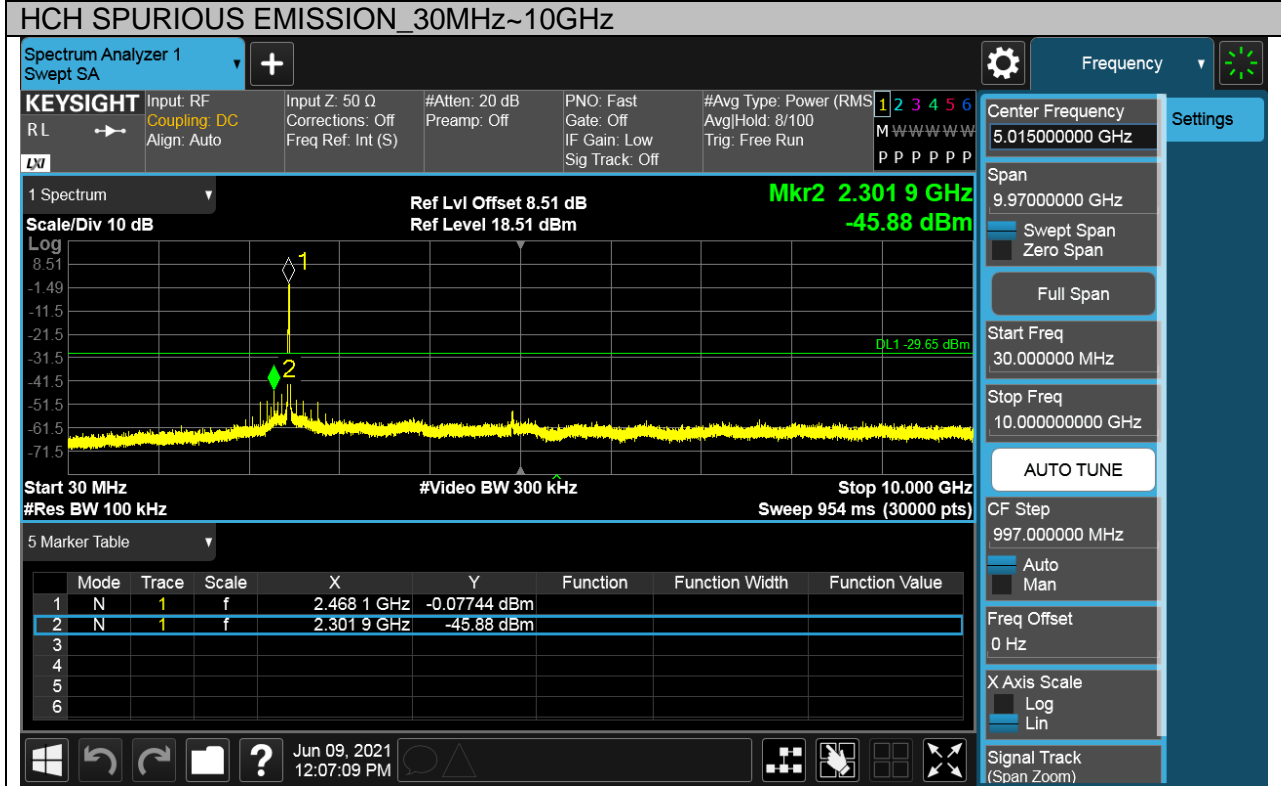 HCH SPURIOUS EMISSION_30MHz~10GHz
Spectrum Analyzer 1
Swept SA
Frequency
KEYSIGHT
RL
LXI
Input: RF
Coupling: DC
Align: Auto
Input Z: 50 Ω
Corrections: Off
Freq Ref: Int (S)
#Atten: 20 dB
Preamp: Off
PNO: Fast
Gate: Off
IF Gain: Low
Sig Track: Off
#Avg Type: Power (RMS
Avg|Hold: 8/100
Trig: Free Run
1 2 3 4 5 6
M W W W W W
P P P P P P
Settings
Center Frequency
5.015000000 GHz
Span
9.97000000 GHz
Swept Span
Zero Span
Full Span
Start Freq
30.000000 MHz
Stop Freq
10.000000000 GHz
AUTO TUNE
CF Step
997.000000 MHz
Auto
Man
Freq Offset
0 Hz
X Axis Scale
Log
Lin
Signal Track
(Span Zoom)
1 Spectrum
Scale/Div 10 dB
Ref Lvl Offset 8.51 dB
Ref Level 18.51 dBm
Mkr2 2.301 9 GHz
-45.88 dBm
Log
8.51
-1.49
-11.5
-21.5
-31.5
-41.5
-51.5
-61.5
-71.5
1
2
DL1 -29.65 dBm
Start 30 MHz
#Video BW 300 kHz
Stop 10.000 GHz
#Res BW 100 kHz
Sweep 954 ms (30000 pts)
5 Marker Table
Mode Trace Scale X Y Function Function Width Function Value
1 N 1 f 2.468 1 GHz -0.07744 dBm
2 N 1 f 2.301 9 GHz -45.88 dBm
3
4
5
6
?
Jun 09, 2021
12:07:09 PM